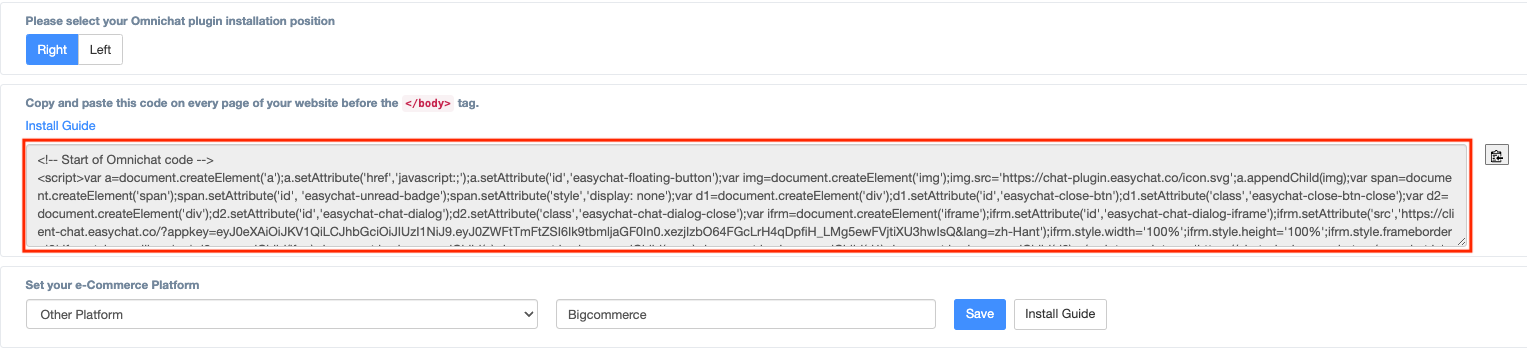 Please select your Omnichat plugin installation position
Right Left
Copy and paste this code on every page of your website before the </body> tag.
Install Guide
<!-- Start of Omnichat code -->
<script>var a=document.createElement('a');a.setAttribute('href','javascript:;');a.setAttribute('id','easychat-floating-button');var img=document.createElement('img');img.src='https://chat-plugin.easychat.co/icon.svg';a.appendChild(img);var span=docume
nt.createElement('span');span.setAttribute('id', 'easychat-unread-badge');span.setAttribute('style','display: none');var d1=document.createElement('div');d1.setAttribute('id','easychat-close-btn');d1.setAttribute('class','easychat-close-btn-close');var d2=
document.createElement('div');d2.setAttribute('id','easychat-chat-dialog');d2.setAttribute('class','easychat-chat-dialog-close');var ifrm=document.createElement('iframe');ifrm.setAttribute('id','easychat-chat-dialog-iframe');ifrm.setAttribute('src','https://cli
ent-chat.easychat.co/?appkey=eyJ0eXAiOiJKV1QiLCJhbGciOiJIUzI1NiJ9.eyJ0ZWFtTmFtZSI6Ik9tbmljaGF0In0.xezjIzbO64FGcLrH4qDpfiH_LMg5ewFVjtiXU3hwIsQ&lang=zh-Hant');ifrm.style.width='100%';ifrm.style.height='100%';ifrm.style.frameborder
Set your e-Commerce Platform
Other Platform Bigcommerce Save Install Guide